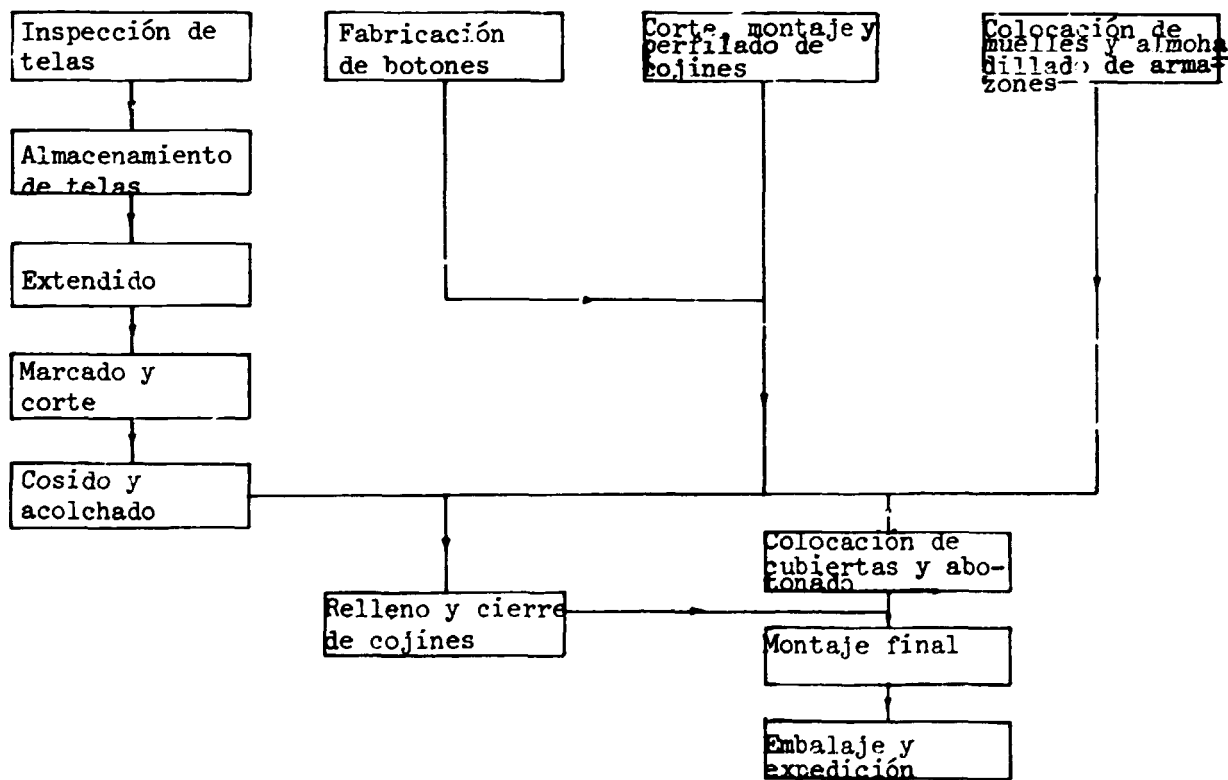 Inspección de
telas
Fabricación
de botones
Corte, montaje y
perfilado de
cojines
Colocación de
muelles y almoha
dillado de arma-
zones
Almacenamiento
de telas
Extendido
Marcado y
corte
Cosido y
acolchado
Colocación de
cubiertas y abo-
tonado
Relleno y cierre
de cojines
Montaje final
Embalaje y
expedición